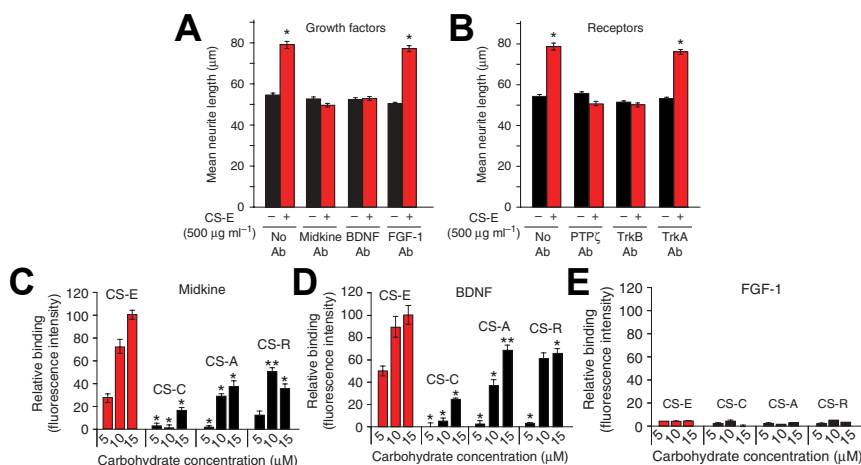 A
Growth factors
*
*
Mean neurite length (µm)
80
60
40
20
0
CS-E
(500 µg ml⁻¹)
− + − + − + − +
No Midkine BDNF FGF-1
Ab Ab Ab Ab
B
Receptors
*
*
Mean neurite length (µm)
80
60
40
20
0
CS-E
(500 µg ml⁻¹)
− + − + − + − +
No PTPζ TrkB TrkA
Ab Ab Ab Ab
C
Midkine
Relative binding
(fluorescence intensity)
120
100
80
60
40
20
0
CS-E
CS-C
CS-A
CS-R
* * * * * * ** *
5 10 15 5 10 15 5 10 15 5 10 15
Carbohydrate concentration (µM)
D
BDNF
Relative binding
(fluorescence intensity)
120
100
80
60
40
20
0
CS-E
CS-C
CS-A
CS-R
* * * * * ** * *
5 10 15 5 10 15 5 10 15 5 10 15
Carbohydrate concentration (µM)
E
FGF-1
Relative binding
(fluorescence intensity)
120
100
80
60
40
20
0
CS-E CS-C CS-A CS-R
5 10 15 5 10 15 5 10 15 5 10 15
Carbohydrate concentration (µM)